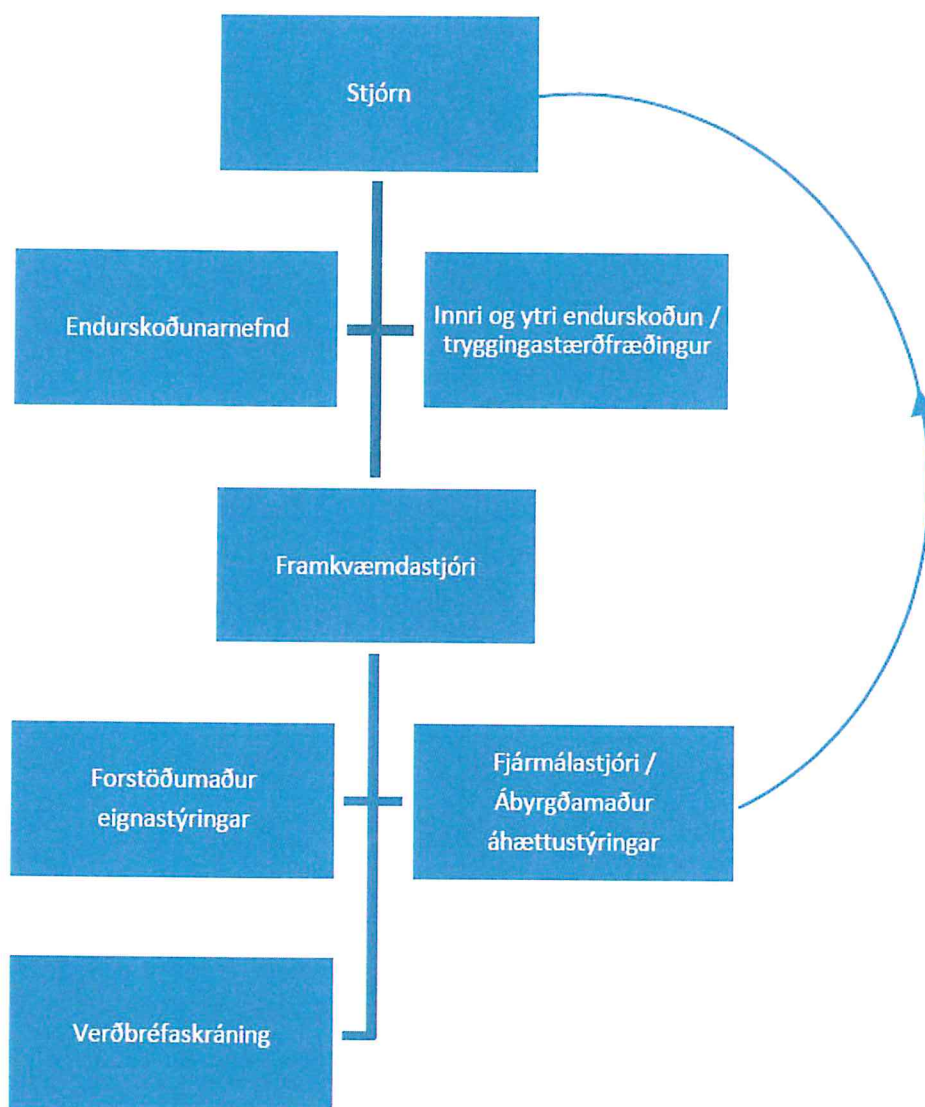 Stjórn
Endurskoðunarnefnd
Innri og ytri endurskoðun /
tryggingastærðfræðingur
Framkvæmdastjóri
Forstöðumaður
eignastýringar
Fjármálastjóri /
Ábyrgðamaður
áhættustýringar
Verðbréfaskráning